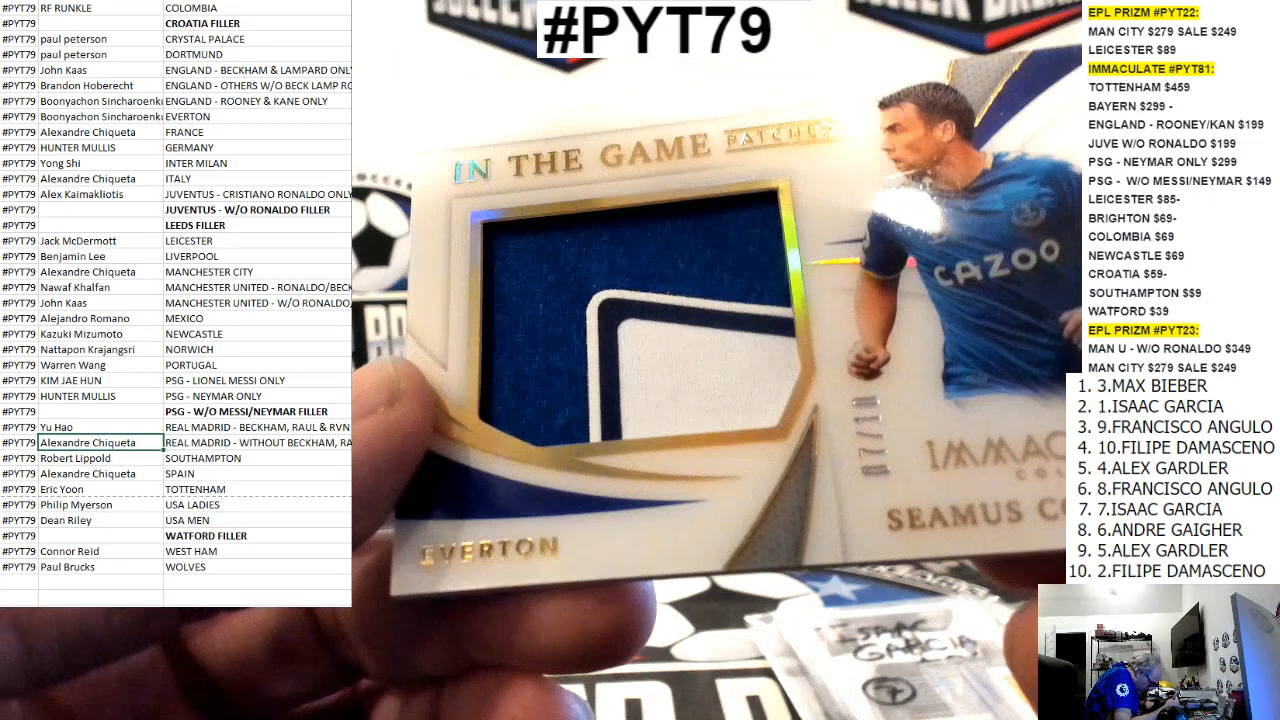 #PYT79 RF RUNKLE COLOMBIA
#PYT79 CROATIA FILLER
#PYT79 paul peterson CRYSTAL PALACE
#PYT79 paul peterson DORTMUND
#PYT79 John Kaas ENGLAND - BECKHAM & LAMPARD ONLY
#PYT79 Brandon Hoberecht ENGLAND - OTHERS W/O BECK LAMP RO
#PYT79 Boonyachon Sincharoenku ENGLAND - ROONEY & KANE ONLY
#PYT79 Boonyachon Sincharoenku EVERTON
#PYT79 Alexandre Chiqueta FRANCE
#PYT79 HUNTER MULLIS GERMANY
#PYT79 Yong Shi INTER MILAN
#PYT79 Alexandre Chiqueta ITALY
#PYT79 Alex Kaimakliotis JUVENTUS - CRISTIANO RONALDO ONLY
#PYT79 JUVENTUS - W/O RONALDO FILLER
#PYT79 LEEDS FILLER
#PYT79 Jack McDermott LEICESTER
#PYT79 Benjamin Lee LIVERPOOL
#PYT79 Alexandre Chiqueta MANCHESTER CITY
#PYT79 Nawaf Khalfan MANCHESTER UNITED - RONALDO/BECK
#PYT79 John Kaas MANCHESTER UNITED - W/O RONALDO/
#PYT79 Alejandro Romano MEXICO
#PYT79 Kazuki Mizumoto NEWCASTLE
#PYT79 Nattapon Krajangsri NORWICH
#PYT79 Warren Wang PORTUGAL
#PYT79 KIM JAE HUN PSG - LIONEL MESSI ONLY
#PYT79 HUNTER MULLIS PSG - NEYMAR ONLY
#PYT79 PSG - W/O MESSI/NEYMAR FILLER
#PYT79 Yu Hao REAL MADRID - BECKHAM, RAUL & RVN
#PYT79 Alexandre Chiqueta REAL MADRID - WITHOUT BECKHAM, RA
#PYT79 Robert Lippold SOUTHAMPTON
#PYT79 Alexandre Chiqueta SPAIN
#PYT79 Eric Yoon TOTTENHAM
#PYT79 Philip Myerson USA LADIES
#PYT79 Dean Riley USA MEN
#PYT79 WATFORD FILLER
#PYT79 Connor Reid WEST HAM
#PYT79 Paul Brucks WOLVES
#PYT79
IN THE GAME PATCHES
CAZOO
07/10
SEAMUS CO
EVERTON
ISAAC
GARCIA
7
EPL PRIZM #PYT22:
MAN CITY $279 SALE $249
LEICESTER $89
IMMACULATE #PYT81:
TOTTENHAM $459
BAYERN $299 -
ENGLAND - ROONEY/KAN $199
JUVE W/O RONALDO $199
PSG - NEYMAR ONLY $299
PSG - W/O MESSI/NEYMAR $149
LEICESTER $85-
BRIGHTON $69-
COLOMBIA $69
NEWCASTLE $69
CROATIA $59-
SOUTHAMPTON $$9
WATFORD $39
EPL PRIZM #PYT23:
MAN U - W/O RONALDO $349
MAN CITY $279 SALE $249
1. 3.MAX BIEBER
2. 1.ISAAC GARCIA
3. 9.FRANCISCO ANGULO
4. 10.FILIPE DAMASCENO
5. 4.ALEX GARDLER
6. 8.FRANCISCO ANGULO
7. 7.ISAAC GARCIA
8. 6.ANDRE GAIGHER
9. 5.ALEX GARDLER
10. 2.FILIPE DAMASCENO